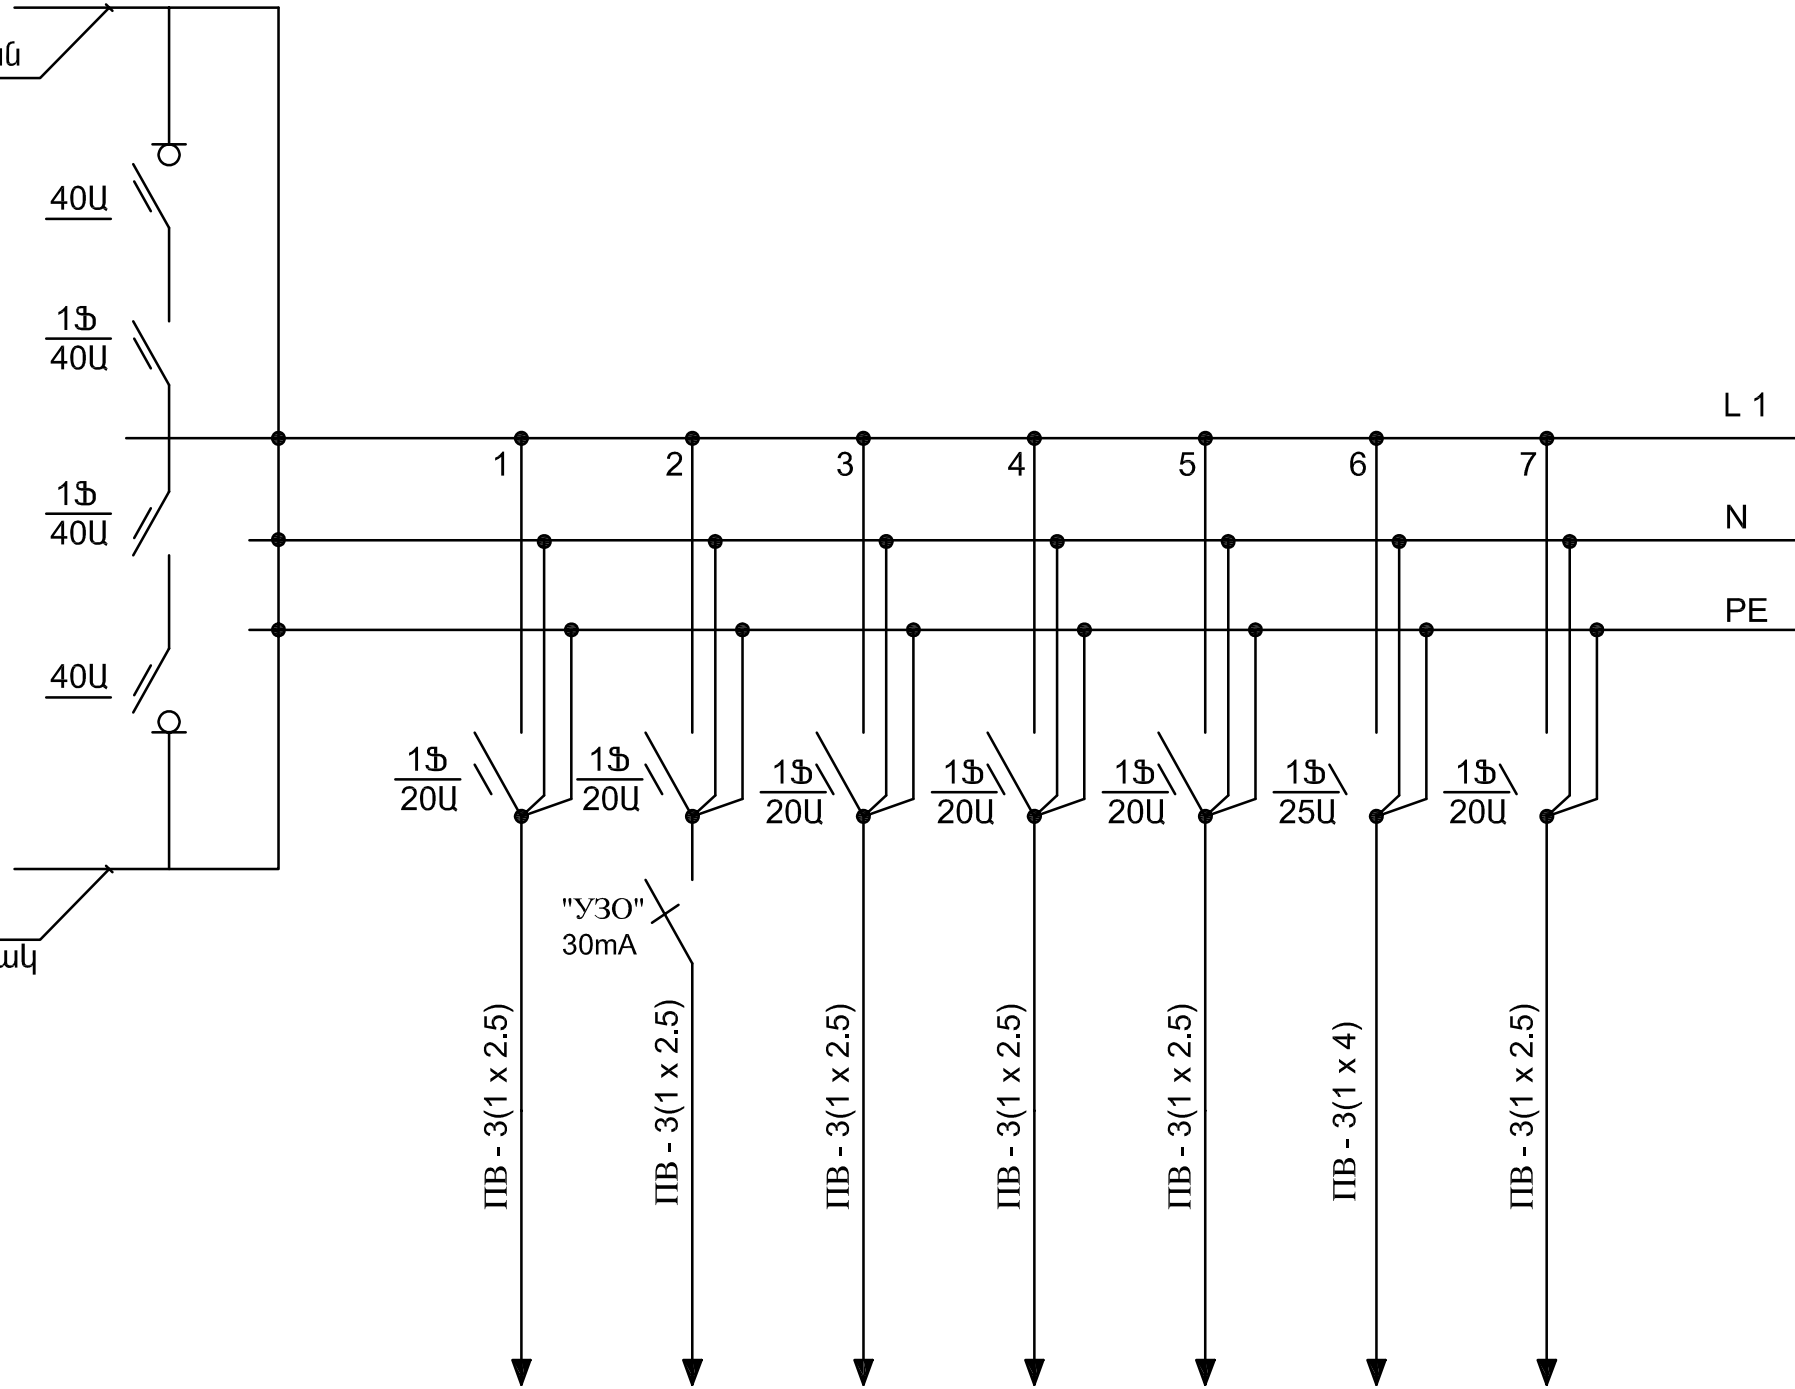 40Ա
1Ֆ
40Ա
1Ֆ
40Ա
40Ա
L 1
N
PE
1
2
3
4
5
6
7
1Ֆ
20Ա
1Ֆ
20Ա
1Ֆ
20Ա
1Ֆ
20Ա
1Ֆ
20Ա
1Ֆ
25Ա
1Ֆ
20Ա
"УЗО"
30mA
ПВ - 3(1 x 2.5)
ПВ - 3(1 x 2.5)
ПВ - 3(1 x 2.5)
ПВ - 3(1 x 2.5)
ПВ - 3(1 x 2.5)
ПВ - 3(1 x 4)
ПВ - 3(1 x 2.5)